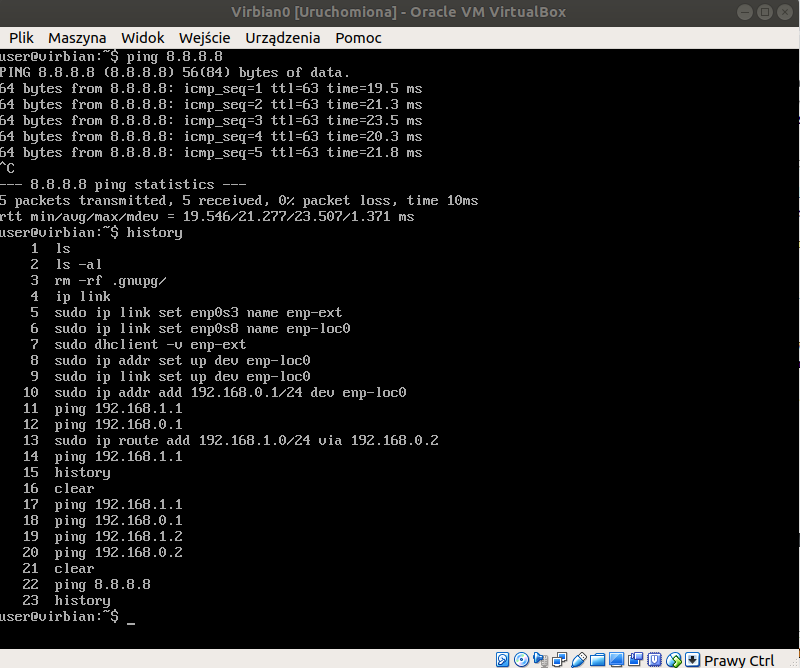 Virbian0 [Uruchomiona] - Oracle VM VirtualBox
Plik Maszyna Widok Wejście Urządzenia Pomoc
user@virbian:~$ ping 8.8.8.8
PING 8.8.8.8 (8.8.8.8) 56(84) bytes of data.
64 bytes from 8.8.8.8: icmp_seq=1 ttl=63 time=19.5 ms
64 bytes from 8.8.8.8: icmp_seq=2 ttl=63 time=21.3 ms
64 bytes from 8.8.8.8: icmp_seq=3 ttl=63 time=23.5 ms
64 bytes from 8.8.8.8: icmp_seq=4 ttl=63 time=20.3 ms
64 bytes from 8.8.8.8: icmp_seq=5 ttl=63 time=21.8 ms
^C
--- 8.8.8.8 ping statistics ---
5 packets transmitted, 5 received, 0% packet loss, time 10ms
rtt min/avg/max/mdev = 19.546/21.277/23.507/1.371 ms
user@virbian:~$ history
1 ls
2 ls -al
3 rm -rf .gnupg/
4 ip link
5 sudo ip link set enp0s3 name enp-ext
6 sudo ip link set enp0s8 name enp-loc0
7 sudo dhclient -v enp-ext
8 sudo ip addr set up dev enp-loc0
9 sudo ip link set up dev enp-loc0
10 sudo ip addr add 192.168.0.1/24 dev enp-loc0
11 ping 192.168.1.1
12 ping 192.168.0.1
13 sudo ip route add 192.168.1.0/24 via 192.168.0.2
14 ping 192.168.1.1
15 history
16 clear
17 ping 192.168.1.1
18 ping 192.168.0.1
19 ping 192.168.1.2
20 ping 192.168.0.2
21 clear
22 ping 8.8.8.8
23 history
user@virbian:~$ _
Prawy Ctrl